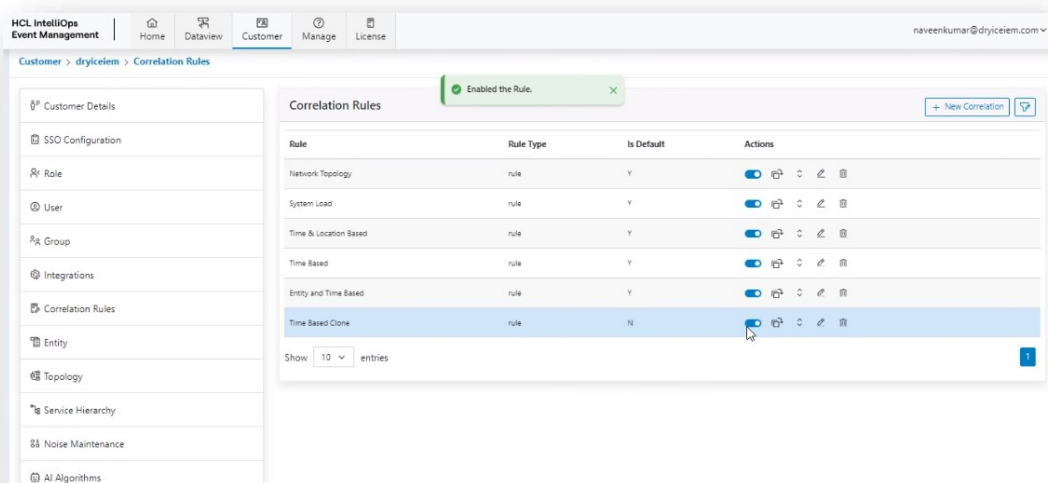 HCL IntelliOps
Event Management
Home
Dataview
Customer
Manage
License
naveenkumar@dryiceiem.com
Customer > dryiceiem > Correlation Rules
Enabled the Rule.
Customer Details
SSO Configuration
Role
User
Group
Integrations
Correlation Rules
Entity
Topology
Service Hierarchy
Noise Maintenance
AI Algorithms
Correlation Rules
+ New Correlation
Rule Rule Type Is Default Actions
Network Topology rule Y
System Load rule Y
Time & Location Based rule Y
Time Based rule Y
Entity and Time Based rule Y
Time Based Clone rule N
Show 10 entries
1